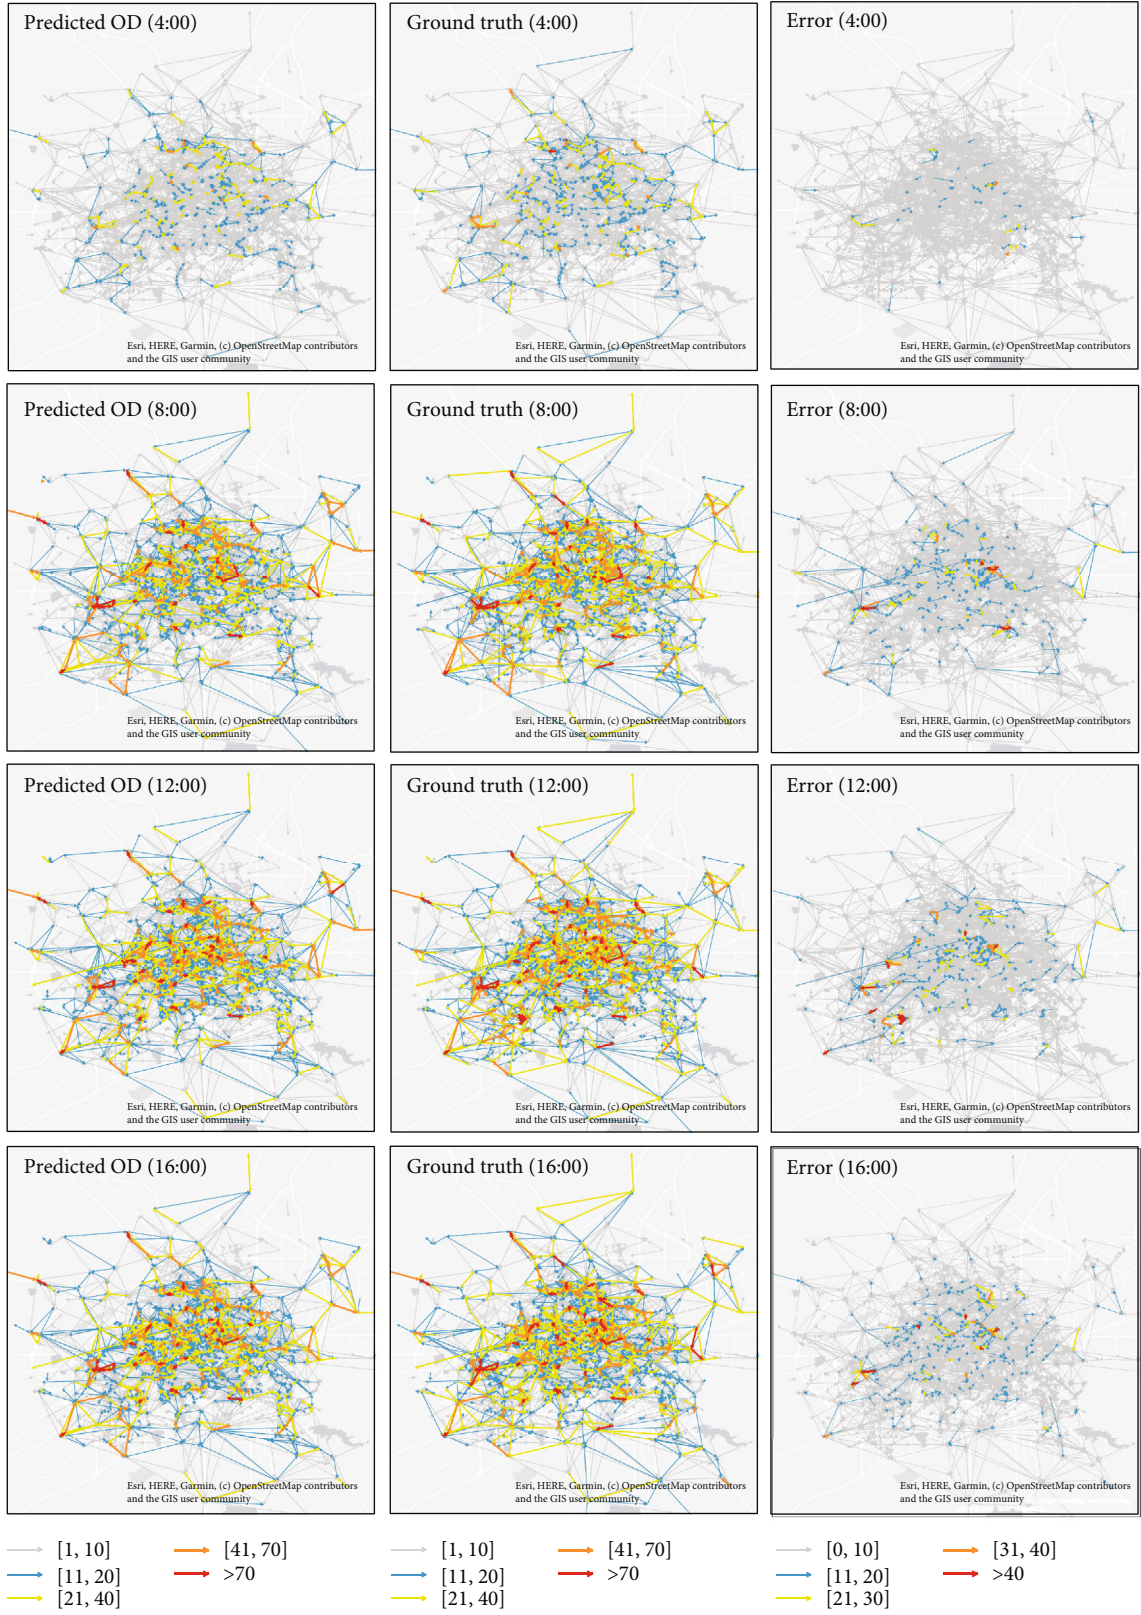 Predicted OD (4:00)
Ground truth (4:00)
Error (4:00)
Esri, HERE, Garmin, (c) OpenStreetMap contributors
and the GIS user community
Esri, HERE, Garmin, (c) OpenStreetMap contributors
and the GIS user community
Esri, HERE, Garmin, (c) OpenStreetMap contributors
and the GIS user community
Predicted OD (8:00)
Ground truth (8:00)
Error (8:00)
Esri, HERE, Garmin, (c) OpenStreetMap contributors
and the GIS user community
Esri, HERE, Garmin, (c) OpenStreetMap contributors
and the GIS user community
Esri, HERE, Garmin, (c) OpenStreetMap contributors
and the GIS user community
Predicted OD (12:00)
Ground truth (12:00)
Error (12:00)
Esri, HERE, Garmin, (c) OpenStreetMap contributors
and the GIS user community
Esri, HERE, Garmin, (c) OpenStreetMap contributors
and the GIS user community
Esri, HERE, Garmin, (c) OpenStreetMap contributors
and the GIS user community
Predicted OD (16:00)
Ground truth (16:00)
Error (16:00)
Esri, HERE, Garmin, (c) OpenStreetMap contributors
and the GIS user community
Esri, HERE, Garmin, (c) OpenStreetMap contributors
and the GIS user community
Esri, HERE, Garmin, (c) OpenStreetMap contributors
and the GIS user community
[1, 10]
[11, 20]
[21, 40]
[41, 70]
>70
[1, 10]
[11, 20]
[21, 40]
[41, 70]
>70
[0, 10]
[11, 20]
[21, 30]
[31, 40]
>40